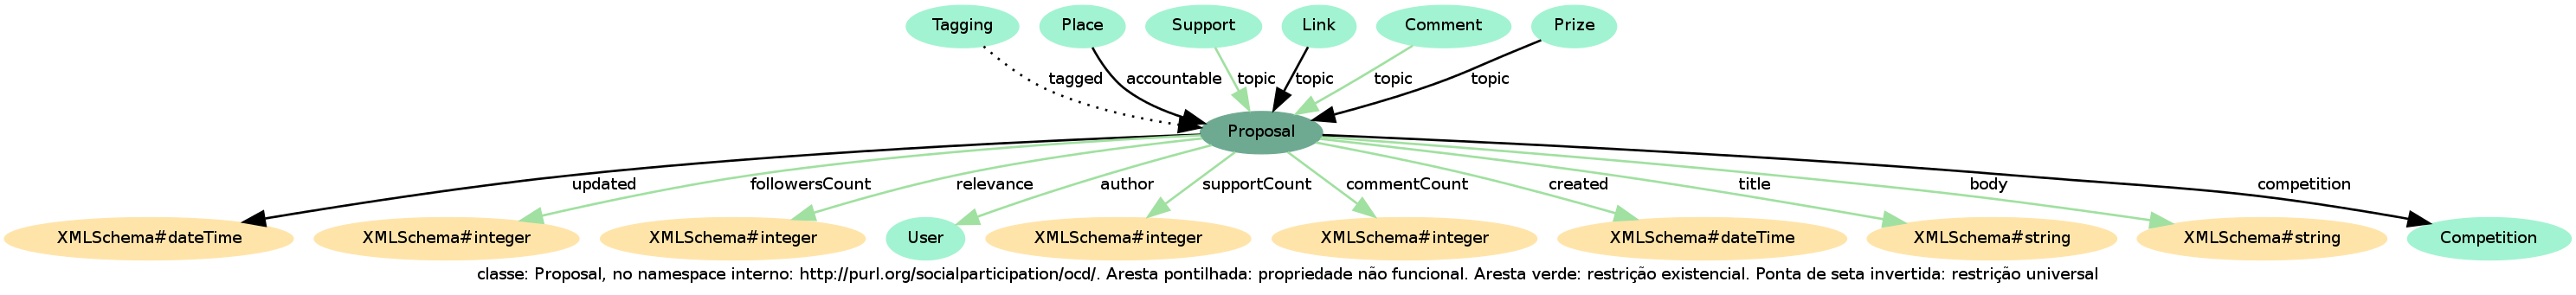 Tagging Place Support Link Comment Prize
tagged accountable topic topic topic topic
Proposal
updated followersCount relevance author supportCount commentCount created title body competition
XMLSchema#dateTime XMLSchema#integer XMLSchema#integer User XMLSchema#integer XMLSchema#integer XMLSchema#dateTime XMLSchema#string XMLSchema#string Competition
classe: Proposal, no namespace interno: http://purl.org/socialparticipation/ocd/. Aresta pontilhada: propriedade não funcional. Aresta verde: restrição existencial. Ponta de seta invertida: restrição universal